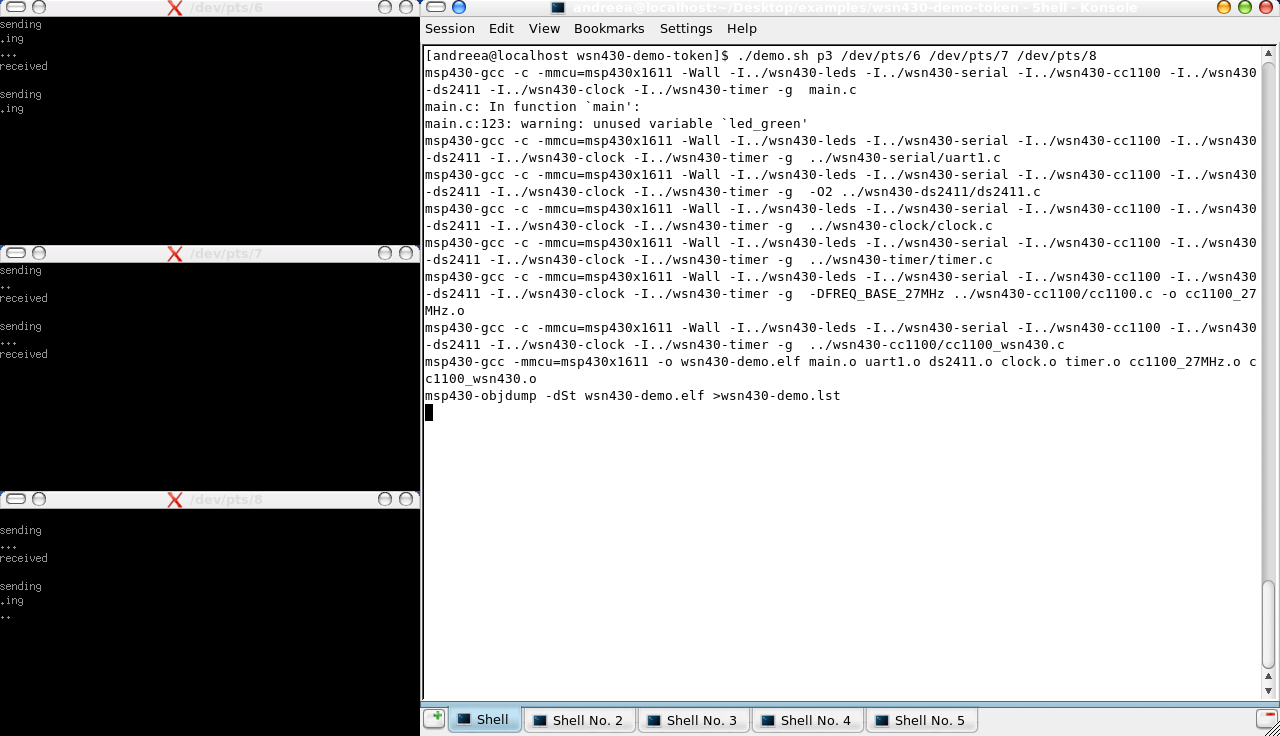 /dev/pts/6
sending
.ing
...
received
sending
.ing
/dev/pts/7
sending
..
received
sending
...
received
/dev/pts/8
sending
...
received
sending
.ing
..
andreea@localhost:~/Desktop/examples/wsn430-demo-token - Shell - Konsole
Session Edit View Bookmarks Settings Help
[andreea@localhost wsn430-demo-token]$ ./demo.sh p3 /dev/pts/6 /dev/pts/7 /dev/pts/8
msp430-gcc -c -mmcu=msp430x1611 -Wall -I../wsn430-leds -I../wsn430-serial -I../wsn430-cc1100 -I../wsn430
-ds2411 -I../wsn430-clock -I../wsn430-timer -g  main.c
main.c: In function `main':
main.c:123: warning: unused variable `led_green'
msp430-gcc -c -mmcu=msp430x1611 -Wall -I../wsn430-leds -I../wsn430-serial -I../wsn430-cc1100 -I../wsn430
-ds2411 -I../wsn430-clock -I../wsn430-timer -g  ../wsn430-serial/uart1.c
msp430-gcc -c -mmcu=msp430x1611 -Wall -I../wsn430-leds -I../wsn430-serial -I../wsn430-cc1100 -I../wsn430
-ds2411 -I../wsn430-clock -I../wsn430-timer -g  -O2 ../wsn430-ds2411/ds2411.c
msp430-gcc -c -mmcu=msp430x1611 -Wall -I../wsn430-leds -I../wsn430-serial -I../wsn430-cc1100 -I../wsn430
-ds2411 -I../wsn430-clock -I../wsn430-timer -g  ../wsn430-clock/clock.c
msp430-gcc -c -mmcu=msp430x1611 -Wall -I../wsn430-leds -I../wsn430-serial -I../wsn430-cc1100 -I../wsn430
-ds2411 -I../wsn430-clock -I../wsn430-timer -g  ../wsn430-timer/timer.c
msp430-gcc -c -mmcu=msp430x1611 -Wall -I../wsn430-leds -I../wsn430-serial -I../wsn430-cc1100 -I../wsn430
-ds2411 -I../wsn430-clock -I../wsn430-timer -g  -DFREQ_BASE_27MHz ../wsn430-cc1100/cc1100.c -o cc1100_27
MHz.o
msp430-gcc -c -mmcu=msp430x1611 -Wall -I../wsn430-leds -I../wsn430-serial -I../wsn430-cc1100 -I../wsn430
-ds2411 -I../wsn430-clock -I../wsn430-timer -g  ../wsn430-cc1100/cc1100_wsn430.c
msp430-gcc -mmcu=msp430x1611 -o wsn430-demo.elf main.o uart1.o ds2411.o clock.o timer.o cc1100_27MHz.o c
c1100_wsn430.o
msp430-objdump -dSt wsn430-demo.elf >wsn430-demo.lst
Shell Shell No. 2 Shell No. 3 Shell No. 4 Shell No. 5